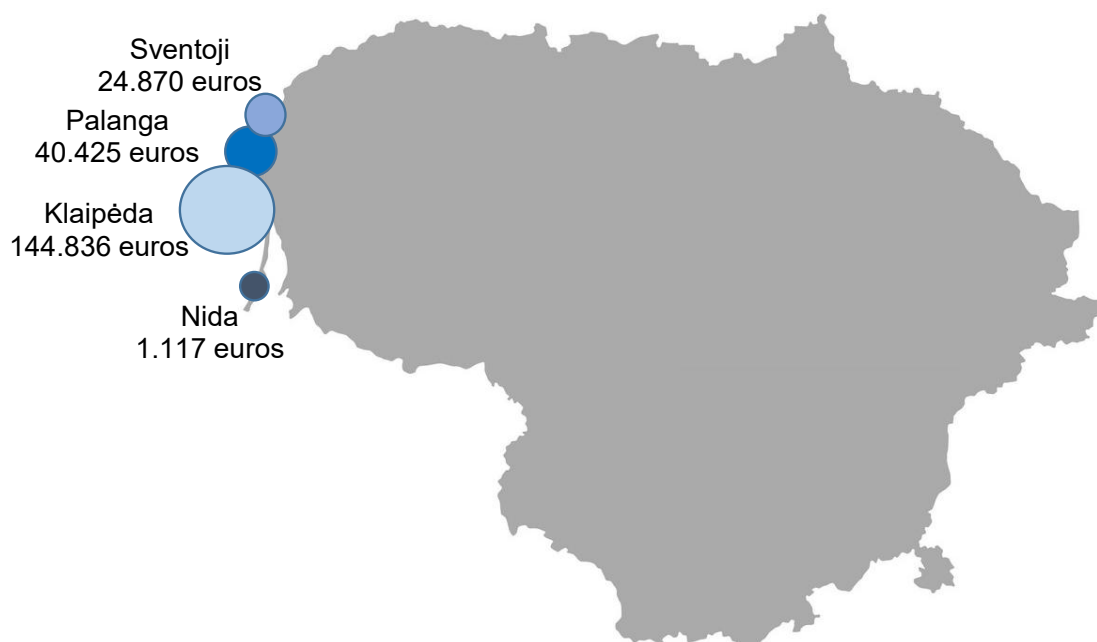 Sventoji
24.870 euros
Palanga
40.425 euros
Klaipėda
144.836 euros
Nida
1.117 euros